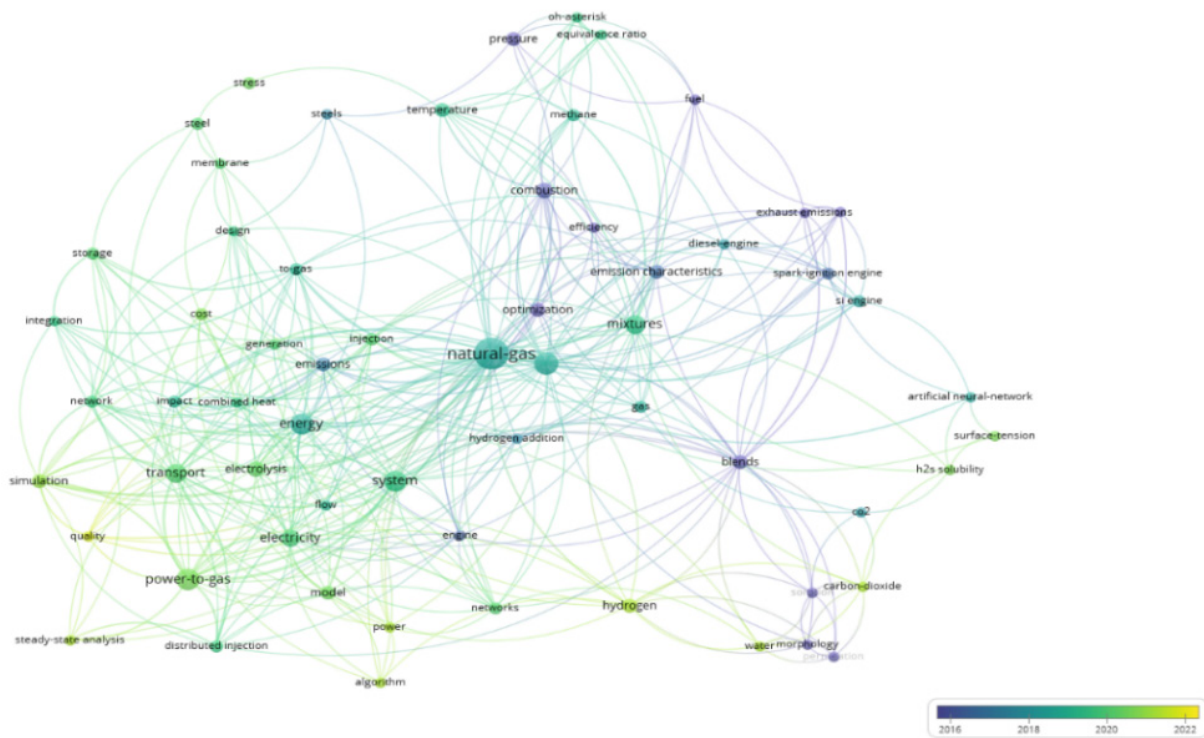 oh-asterisk
equivalence ratio
pressure
stress
fuel
steels
temperature
methane
steel
membrane
combustion
exhaust emissions
efficiency
design
diesel-engine
storage
to-gas
emission characteristics
spark-ignition engine
si engine
optimization
cost
integration
mixtures
injection
generation
natural-gas
emissions
network
impact
combined heat
gas
artificial neural-network
energy
hydrogen addition
surface-tension
blends
transport
electrolysis
h2s solubility
simulation
system
flow
co2
quality
electricity
engine
power-to-gas
carbon-dioxide
model
hydrogen
networks
power
steady-state analysis
distributed injection
water
morphology
algorithm
2016
2018
2020
2022